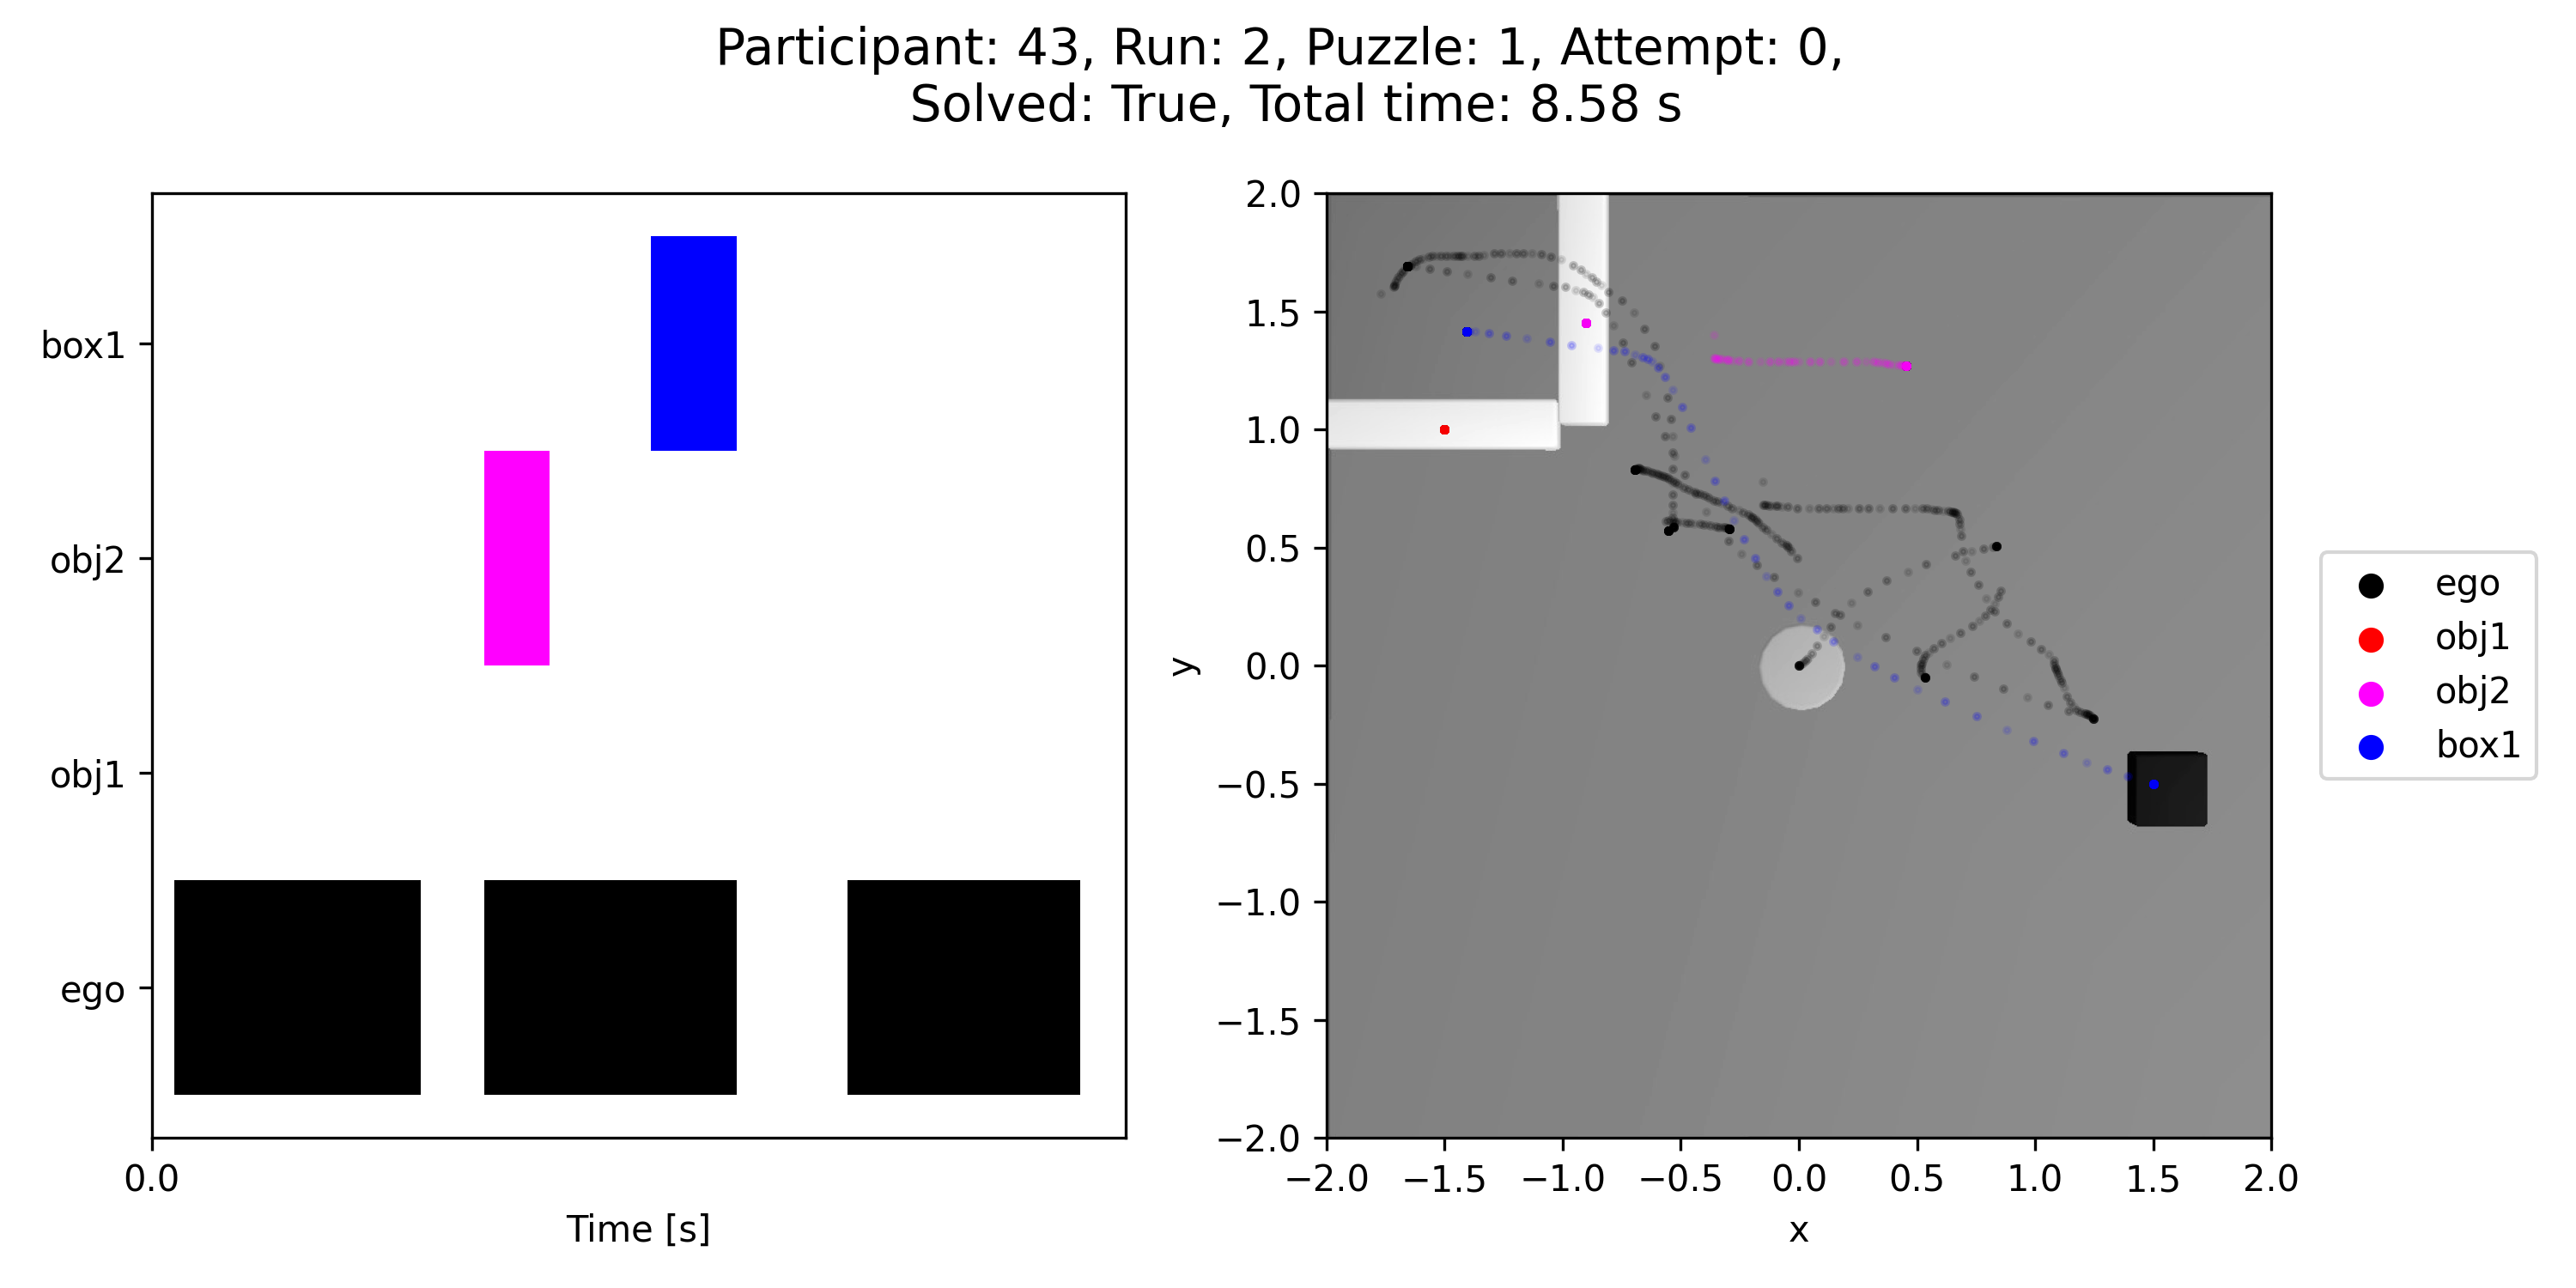 Participant: 43, Run: 2, Puzzle: 1, Attempt: 0,
Solved: True, Total time: 8.58 s
box1
obj2
obj1
ego
0.0
Time [s]
2.0
1.5
1.0
0.5
0.0
−0.5
−1.0
−1.5
−2.0
y
−2.0 −1.5 −1.0 −0.5 0.0 0.5 1.0 1.5 2.0
x
ego
obj1
obj2
box1